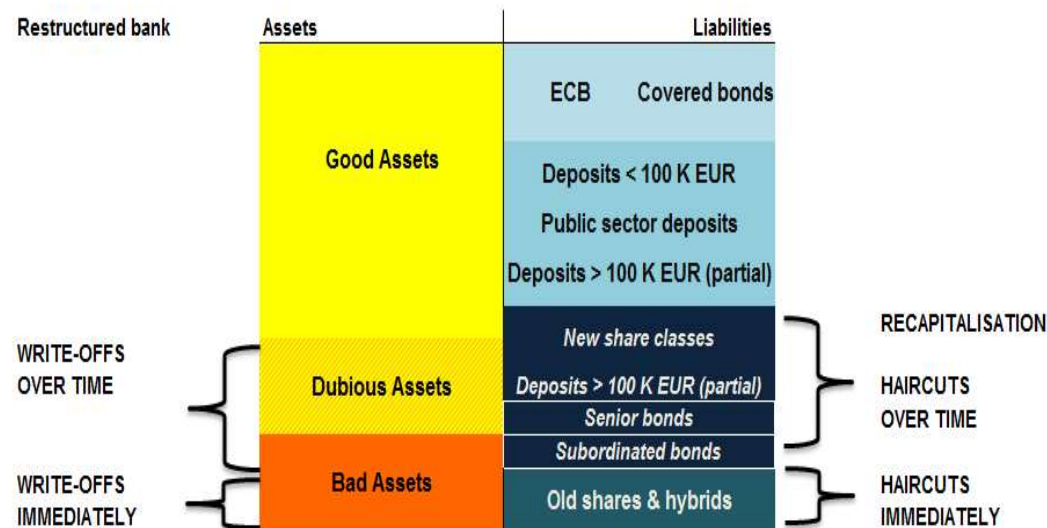 Restructured bank
Assets
Liabilities
ECB Covered bonds
Good Assets
Deposits < 100 K EUR
Public sector deposits
Deposits > 100 K EUR (partial)
New share classes
RECAPITALISATION
WRITE-OFFS
OVER TIME
Dubious Assets
Deposits > 100 K EUR (partial)
HAIRCUTS
OVER TIME
Senior bonds
Subordinated bonds
WRITE-OFFS
IMMEDIATELY
Bad Assets
Old shares & hybrids
HAIRCUTS
IMMEDIATELY